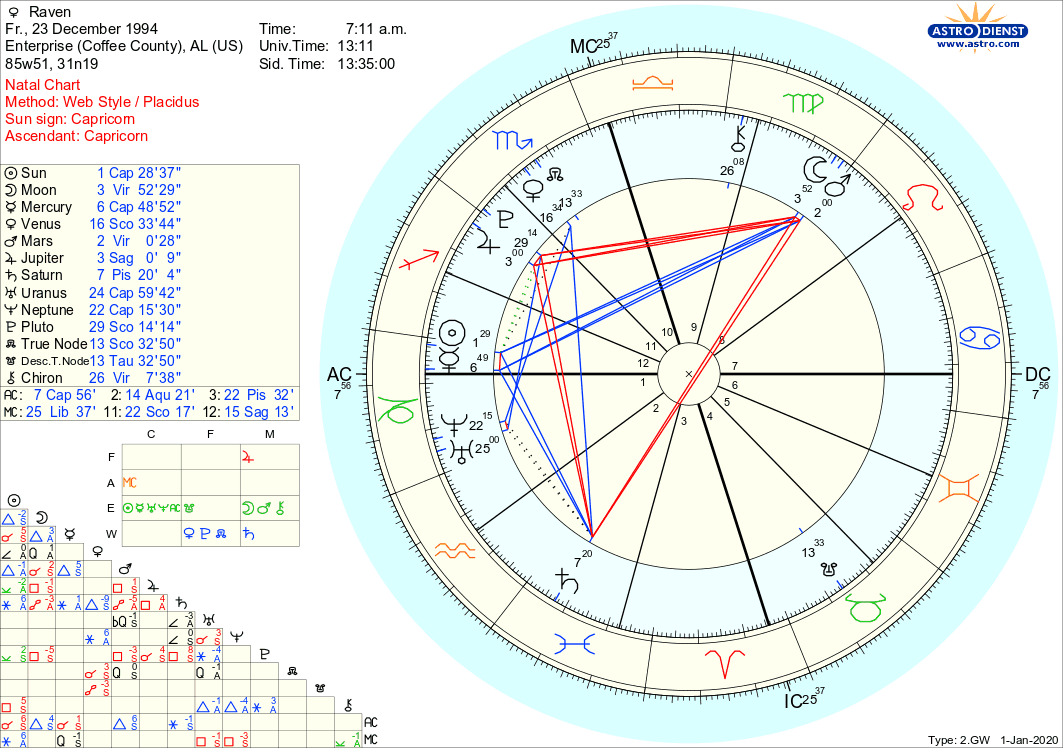 ♀ Raven
Fr., 23 December 1994
Enterprise (Coffee County), AL (US)
85w51, 31n19
Time: 7:11 a.m.
Univ.Time: 13:11
Sid. Time: 13:35:00
ASTRO DIENST
www.astro.com
Natal Chart
Method: Web Style / Placidus
Sun sign: Capricorn
Ascendant: Capricorn
☉ Sun 1 Cap 28'37"
☽ Moon 3 Vir 52'29"
☿ Mercury 6 Cap 48'52"
♀ Venus 16 Sco 33'44"
♂ Mars 2 Vir 0'28"
♃ Jupiter 3 Sag 0' 9"
♄ Saturn 7 Pis 20' 4"
♅ Uranus 24 Cap 59'42"
♆ Neptune 22 Cap 15'30"
♇ Pluto 29 Sco 14'14"
☊ True Node 13 Sco 32'50"
☋ Desc.T.Node 13 Tau 32'50"
⚷ Chiron 26 Vir 7'38"
AC: 7 Cap 56' 2: 14 Aqu 21' 3: 22 Pis 32'
MC: 25 Lib 37' 11: 22 Sco 17' 12: 15 Sag 13'
C F M
F ♃
A MC
E ☉ ☿ ♅ ♆ AC ☋ ☽ ♂ ⚷
W ♀ ♇ ☊ ♄
AC
MC
MC 25 37
26 08
3 52
2 00
13 33
16 34
29 14
3 00
1 29
6 49
AC
7 56
DC
7 56
22 15
25 00
7 20
13 33
IC 25 37
1
2
3
4
5
6
7
8
9
10
11
12
Type: 2.GW 1-Jan-2020